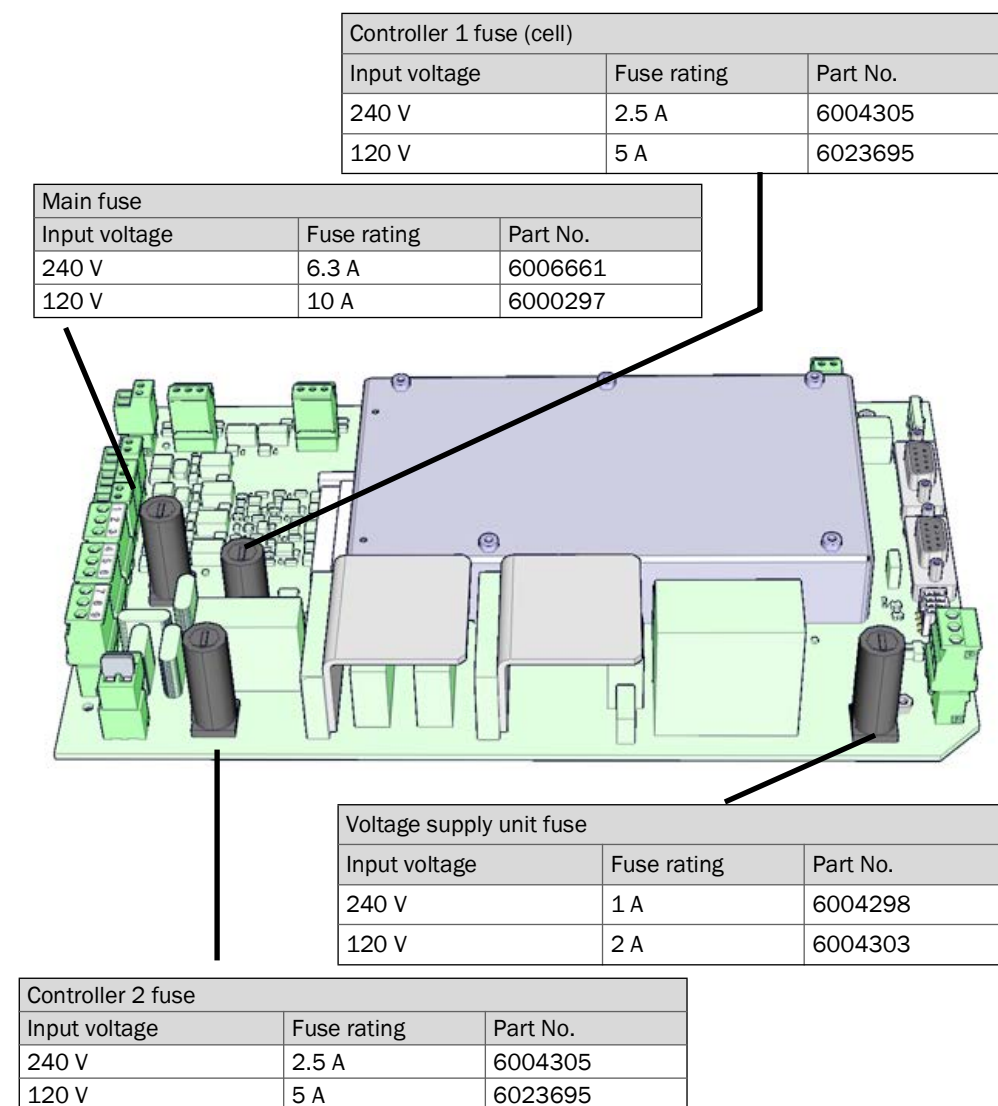 Controller 1 fuse (cell)
Input voltage Fuse rating Part No.
240 V 2.5 A 6004305
120 V 5 A 6023695
Main fuse
Input voltage Fuse rating Part No.
240 V 6.3 A 6006661
120 V 10 A 6000297
Voltage supply unit fuse
Input voltage Fuse rating Part No.
240 V 1 A 6004298
120 V 2 A 6004303
Controller 2 fuse
Input voltage Fuse rating Part No.
240 V 2.5 A 6004305
120 V 5 A 6023695